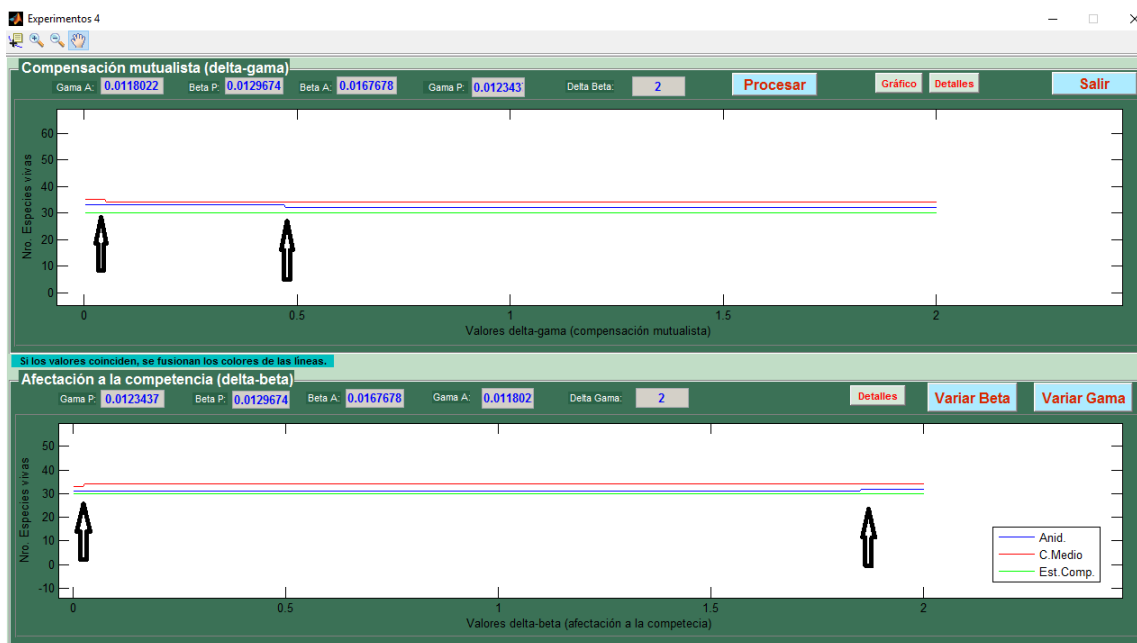 Experimentos 4
Compensación mutualista (delta-gama)
Gama A: 0.0118022 Beta P: 0.0129674 Beta A: 0.0167678 Gama P: 0.012343 Delta Beta: 2 Procesar Gráfico Detalles Salir
Nro. Especies vivas
60
50
40
30
20
10
0
0 0.5 1 1.5 2
Valores delta-gama (compensación mutualista)
Si los valores coinciden, se fusionan los colores de las líneas.
Afectación a la competencia (delta-beta)
Gama P: 0.0123437 Beta P: 0.0129674 Beta A: 0.0167678 Gama A: 0.011802 Delta Gama: 2 Detalles Variar Beta Variar Gama
Nro. Especies vivas
50
40
30
20
10
0
-10
0 0.5 1 1.5 2
Valores delta-beta (afectación a la competecia)
Anid.
C.Medio
Est.Comp.